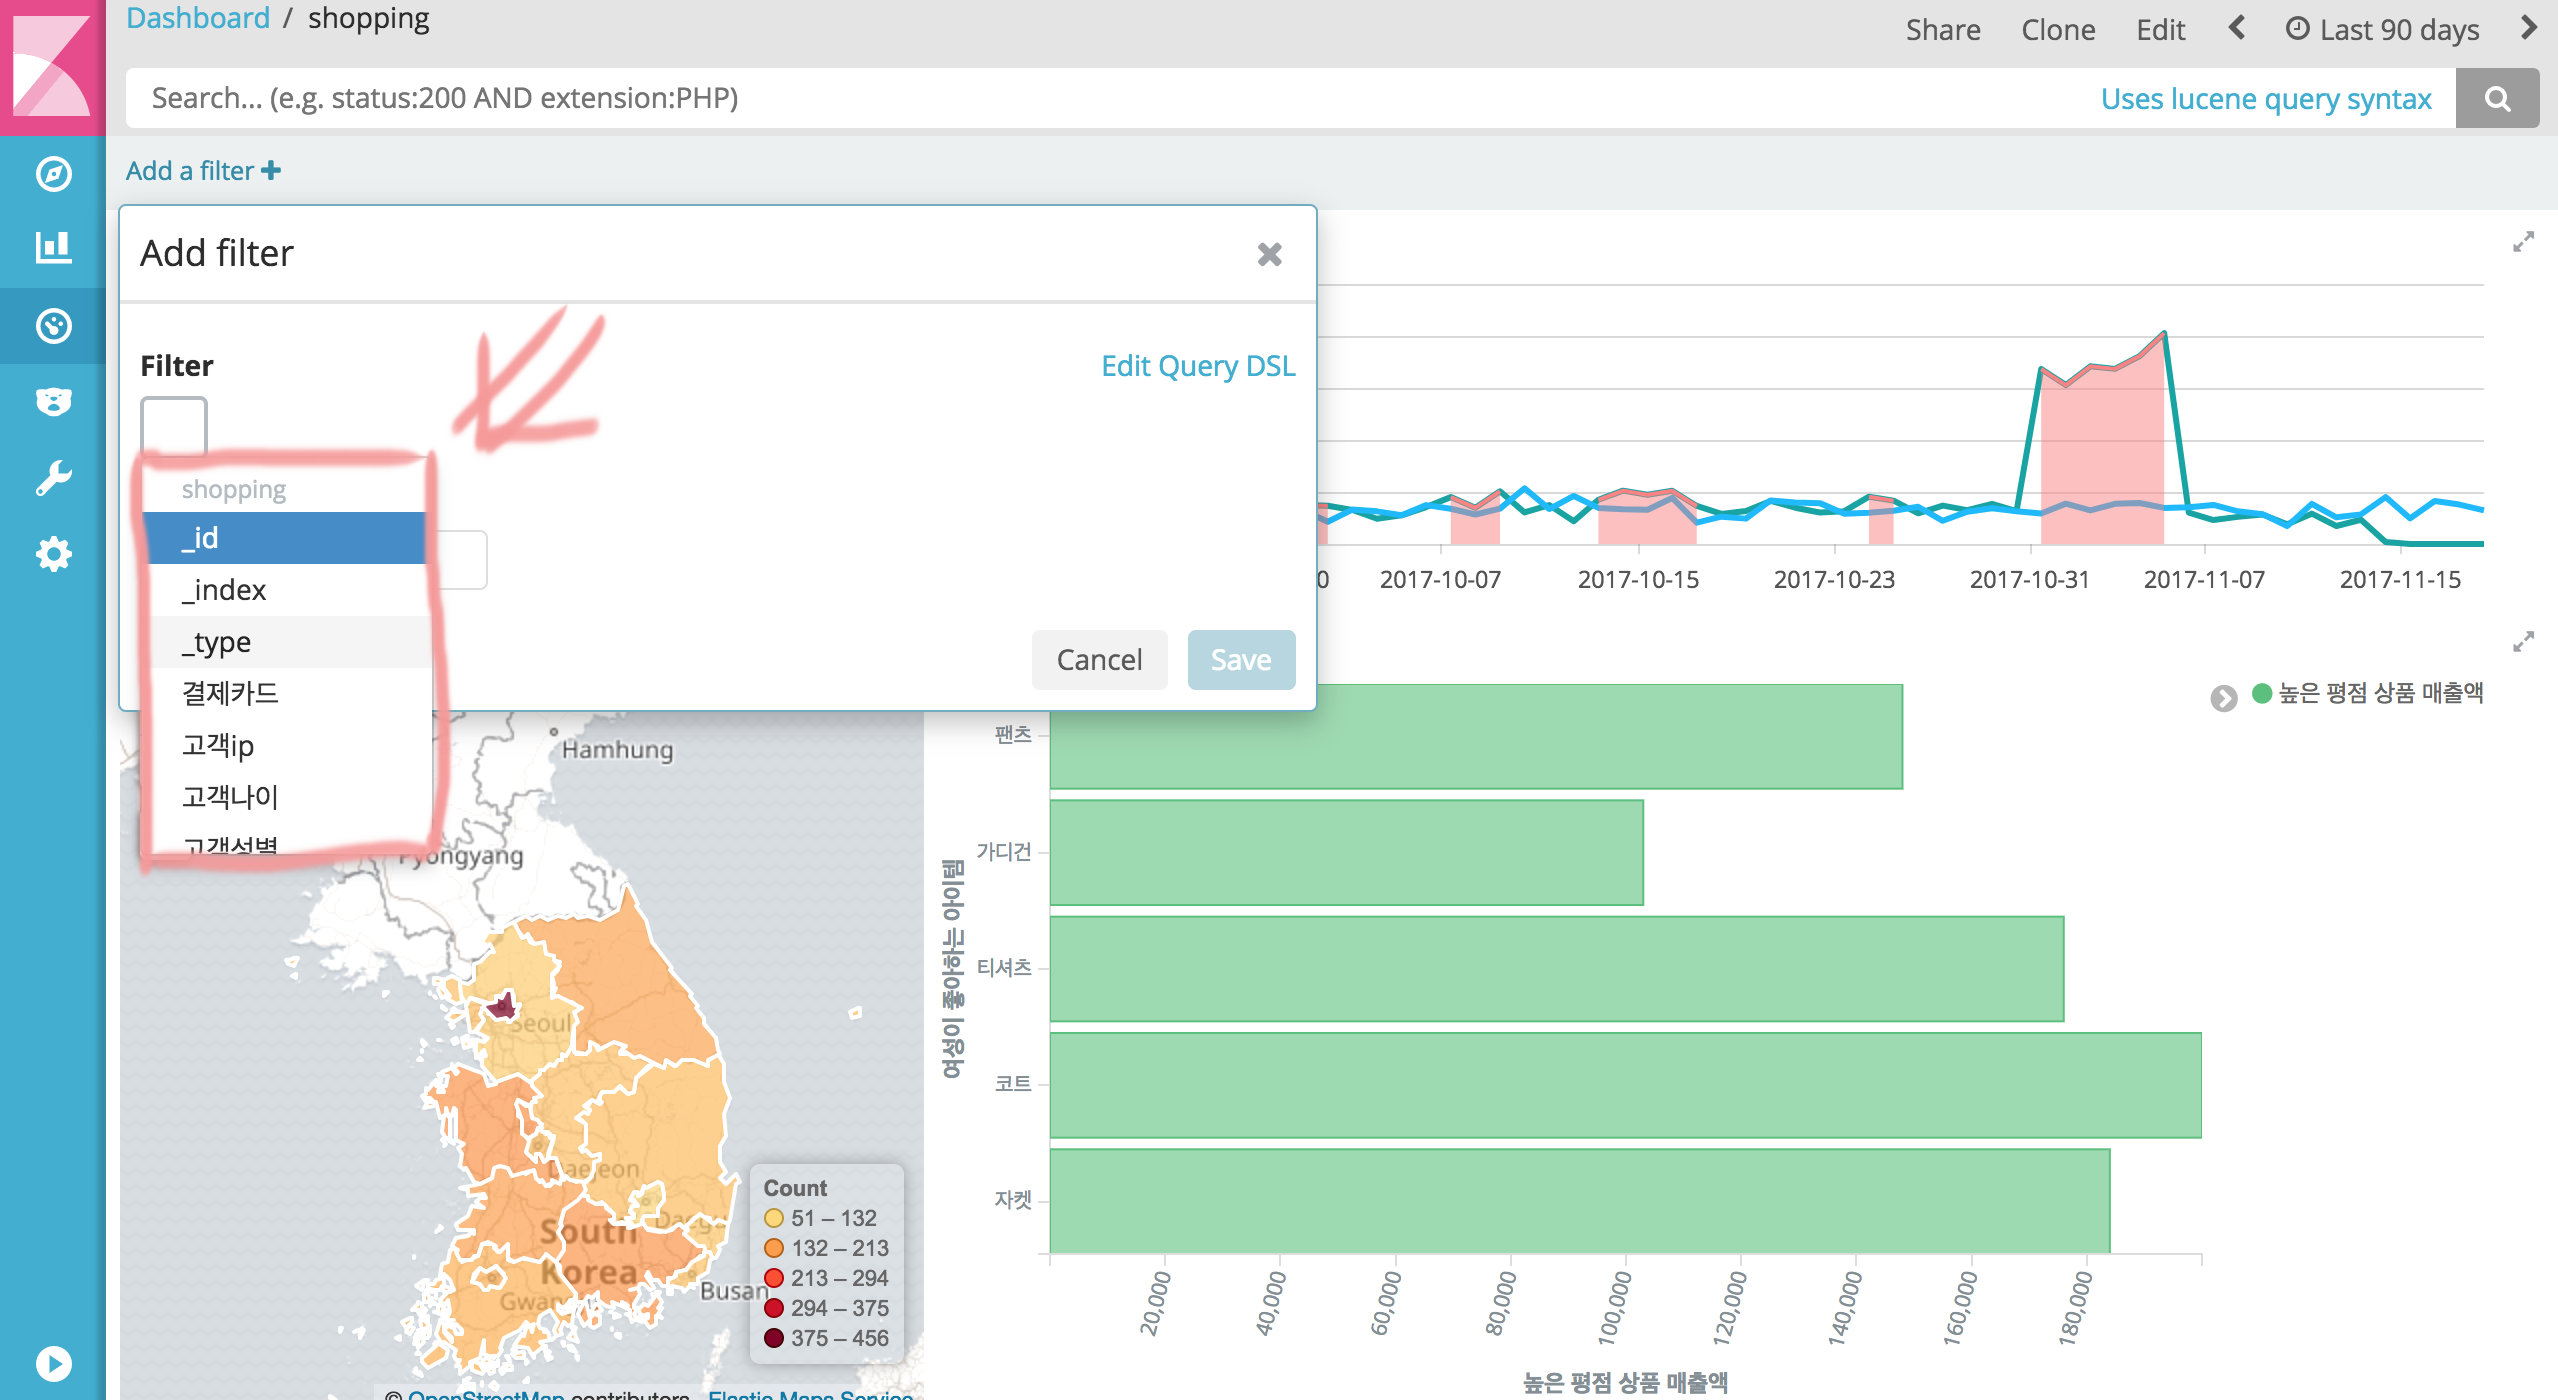 Dashboard / shopping
Share Clone Edit Last 90 days
Search... (e.g. status:200 AND extension:PHP)
Uses lucene query syntax
Add a filter
Add filter
Filter
Edit Query DSL
shopping
_id
_index
_type
결제카드
고객ip
고객나이
고객성별
Cancel Save
0 2017-10-07 2017-10-15 2017-10-23 2017-10-31 2017-11-07 2017-11-15
Hamhung
Pyongyang
Seoul
Daejeon
Daegu
South
Korea
Busan
Count
51 – 132
132 – 213
213 – 294
294 – 375
375 – 456
© OpenStreetMap contributors , Elastic Maps Service
높은 평점 상품 매출액
여성이 좋아하는 아이템
팬츠
가디건
티셔츠
코트
자켓
20,000 40,000 60,000 80,000 100,000 120,000 140,000 160,000 180,000
높은 평점 상품 매출액